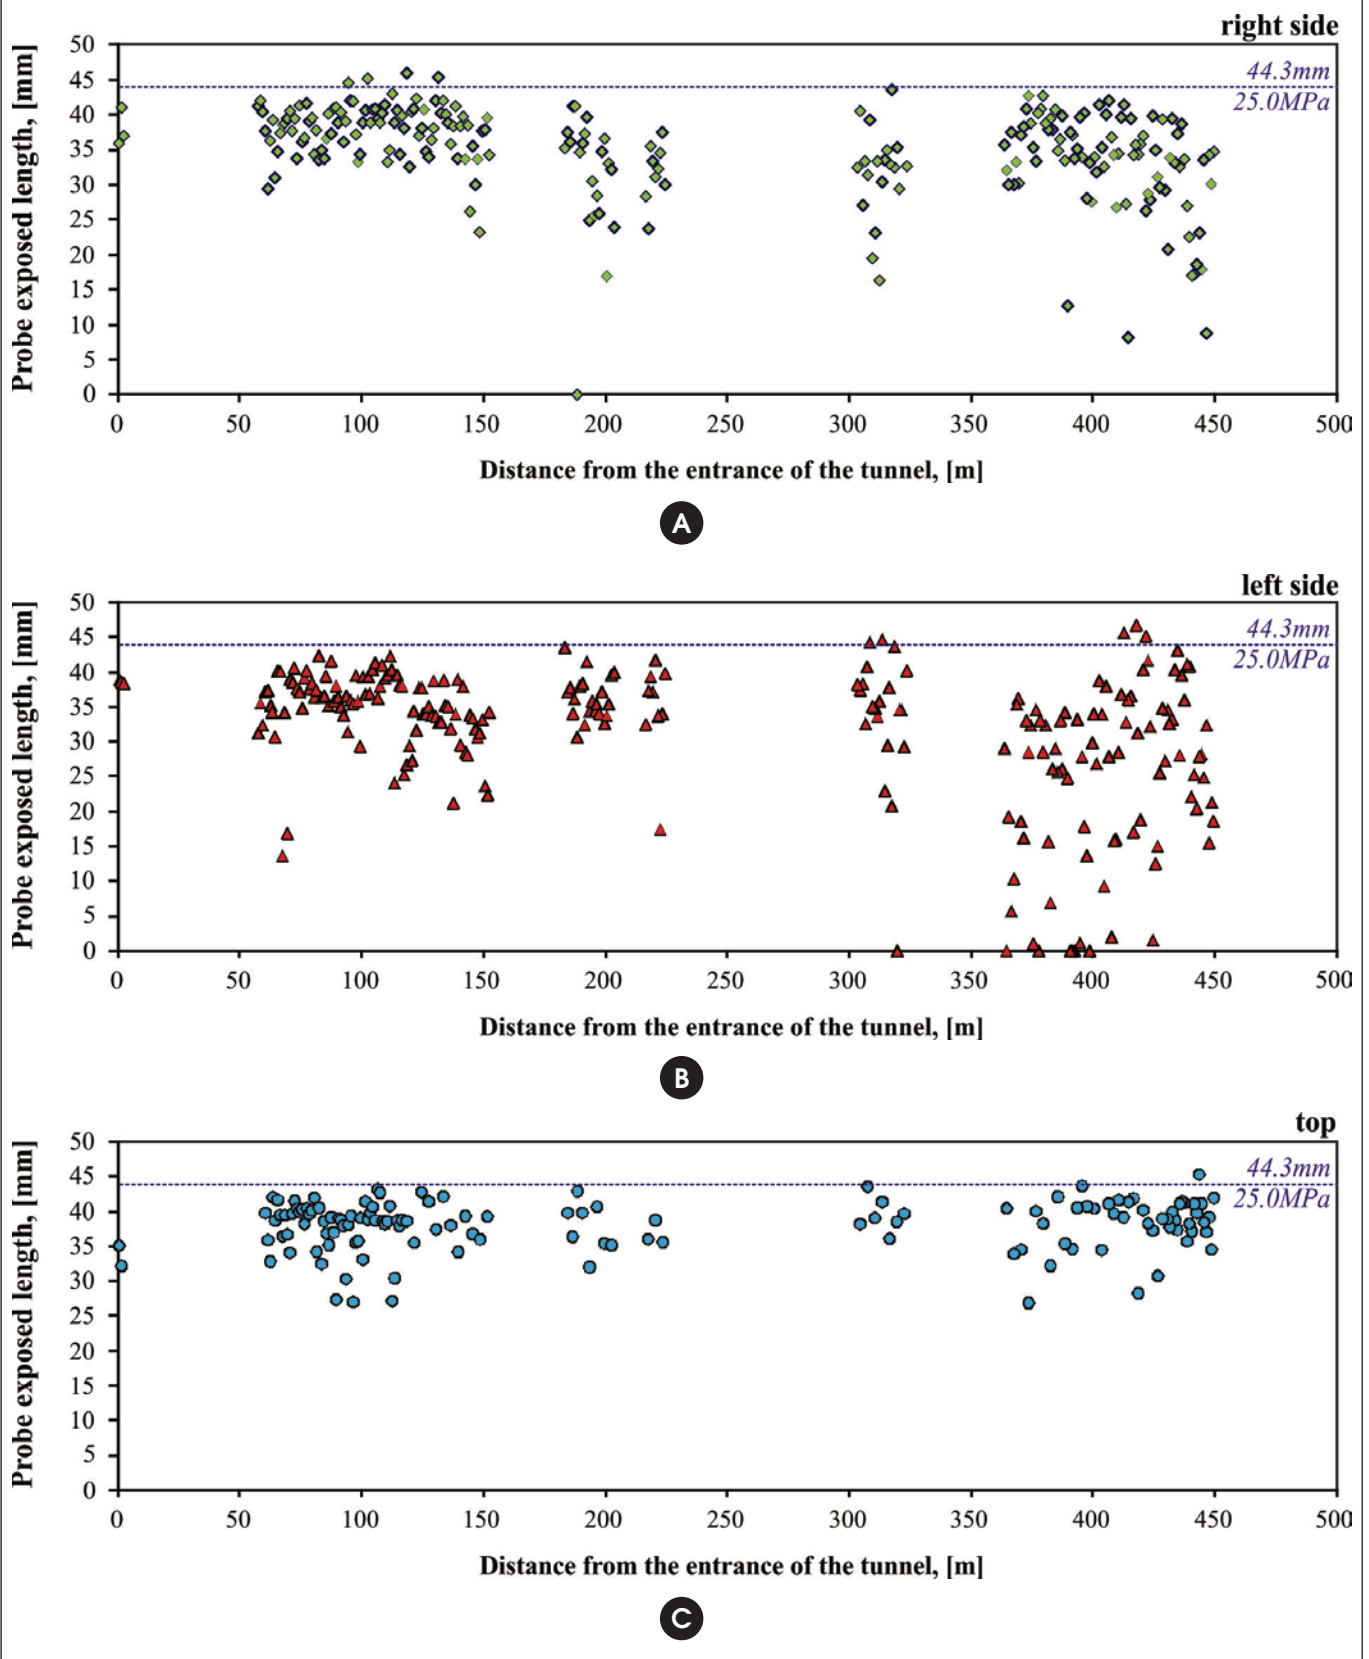 right side
50
45
40
35
30
25
20
15
10
5
0
Probe exposed length, [mm]
44.3mm
25.0MPa
0 50 100 150 200 250 300 350 400 450 500
Distance from the entrance of the tunnel, [m]
A
left side
50
45
40
35
30
25
20
15
10
5
0
Probe exposed length, [mm]
44.3mm
25.0MPa
0 50 100 150 200 250 300 350 400 450 500
Distance from the entrance of the tunnel, [m]
B
top
50
45
40
35
30
25
20
15
10
5
0
Probe exposed length, [mm]
44.3mm
25.0MPa
0 50 100 150 200 250 300 350 400 450 500
Distance from the entrance of the tunnel, [m]
C